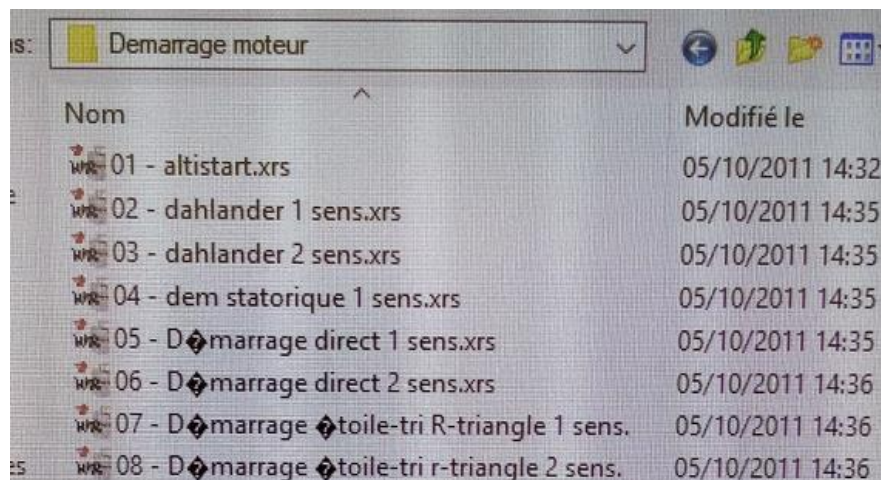 s: Demarrage moteur
Nom Modifié le
01 - altistart.xrs 05/10/2011 14:32
02 - dahlander 1 sens.xrs 05/10/2011 14:35
03 - dahlander 2 sens.xrs 05/10/2011 14:35
04 - dem statorique 1 sens.xrs 05/10/2011 14:35
05 - D�marrage direct 1 sens.xrs 05/10/2011 14:35
06 - D�marrage direct 2 sens.xrs 05/10/2011 14:36
07 - D�marrage �toile-tri R-triangle 1 sens. 05/10/2011 14:36
es 08 - D�marrage �toile-tri r-triangle 2 sens. 05/10/2011 14:36